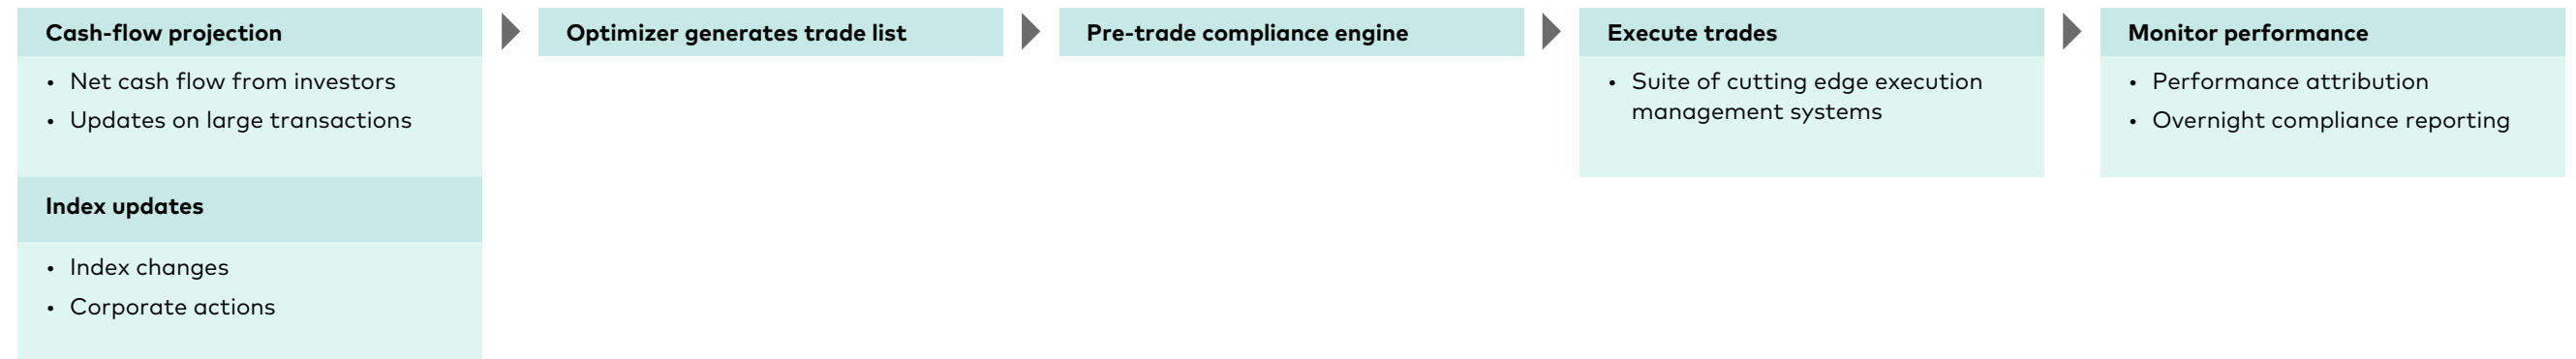 Cash-flow projection
• Net cash flow from investors
• Updates on large transactions
Index updates
• Index changes
• Corporate actions
Optimizer generates trade list
Pre-trade compliance engine
Execute trades
• Suite of cutting edge execution
management systems
Monitor performance
• Performance attribution
• Overnight compliance reporting